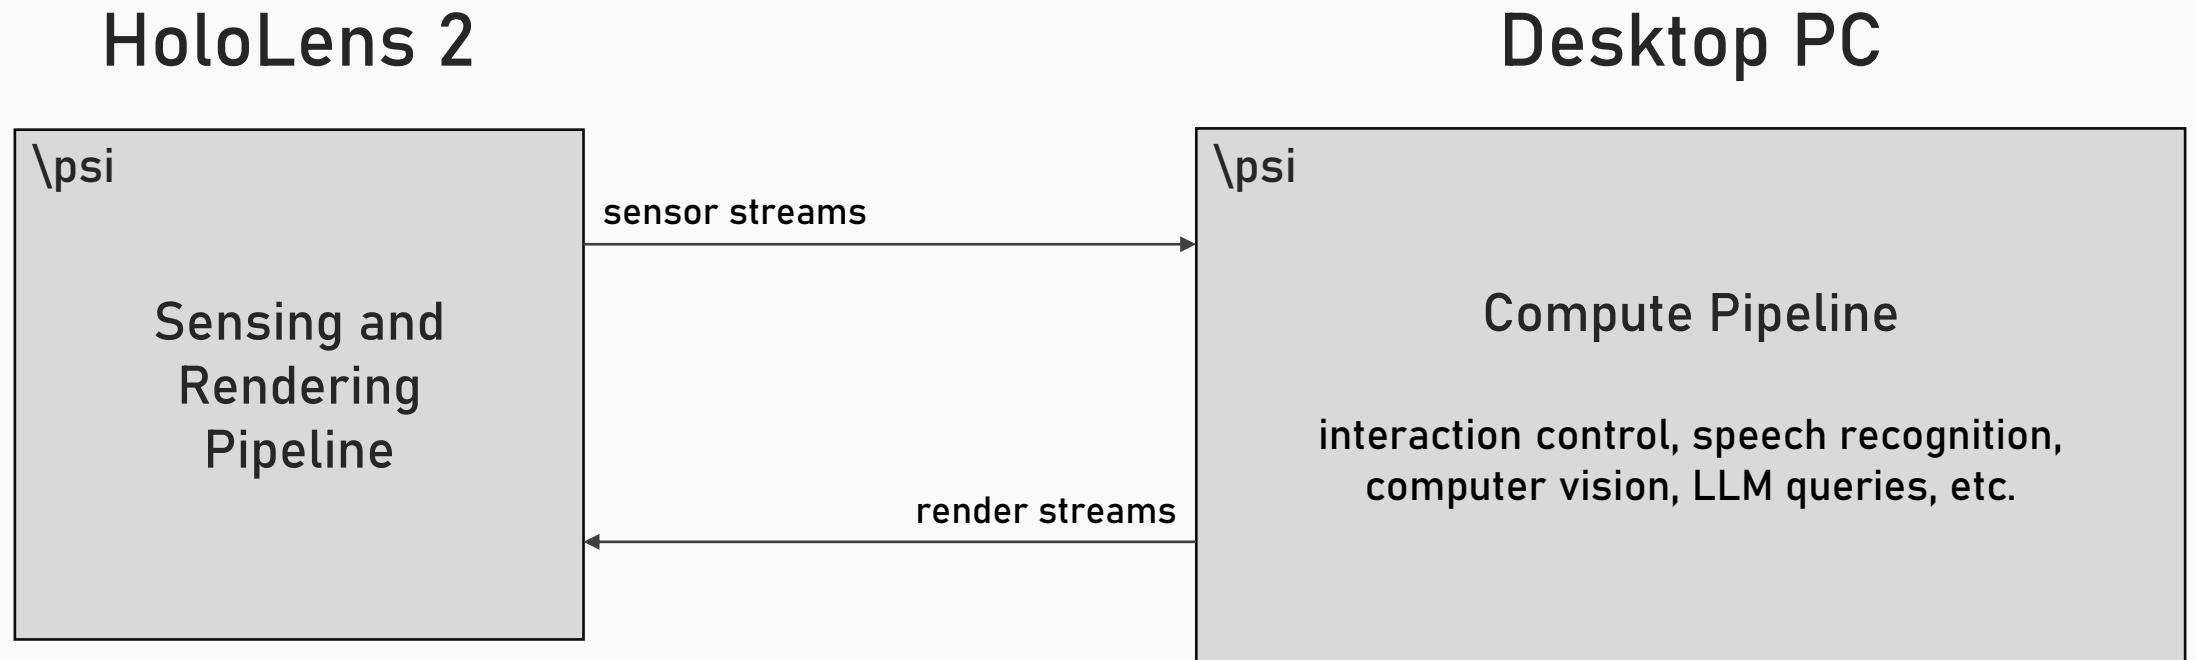 HoloLens 2
Desktop PC
\psi
Sensing and
Rendering
Pipeline
sensor streams
render streams
\psi
Compute Pipeline
interaction control, speech recognition,
computer vision, LLM queries, etc.